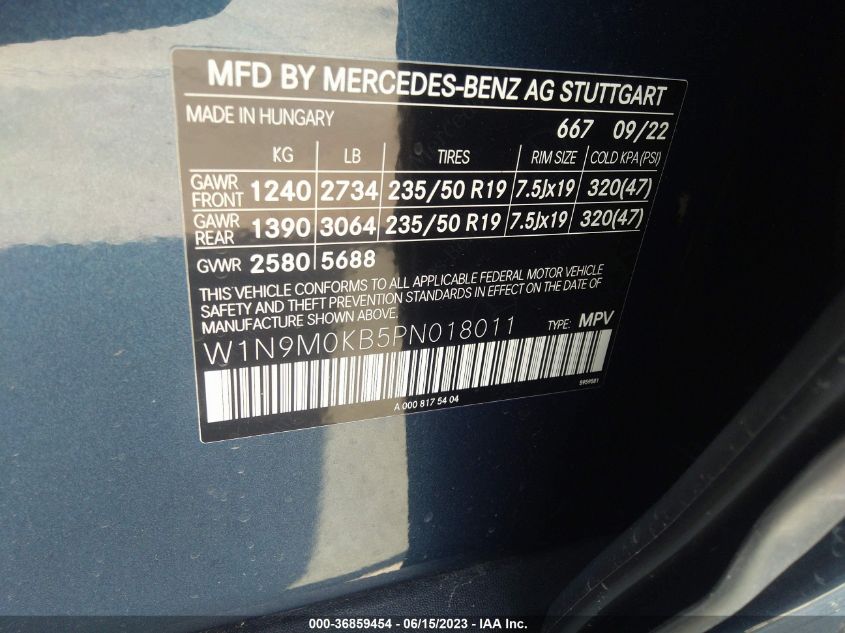 MFD BY MERCEDES-BENZ AG STUTTGART
MADE IN HUNGARY 667 09/22
KG LB TIRES RIM SIZE COLD KPA (PSI)
GAWR FRONT 1240 2734 235/50 R19 7.5Jx19 320(47)
GAWR REAR 1390 3064 235/50 R19 7.5Jx19 320(47)
GVWR 2580 5688
THIS VEHICLE CONFORMS TO ALL APPLICABLE FEDERAL MOTOR VEHICLE
SAFETY AND THEFT PREVENTION STANDARDS IN EFFECT ON THE DATE OF
MANUFACTURE SHOWN ABOVE.
W1N9M0KB5PN018011 TYPE: MPV
5959581
A 000 817 54 04
000-36859454 - 06/15/2023 - IAA Inc.